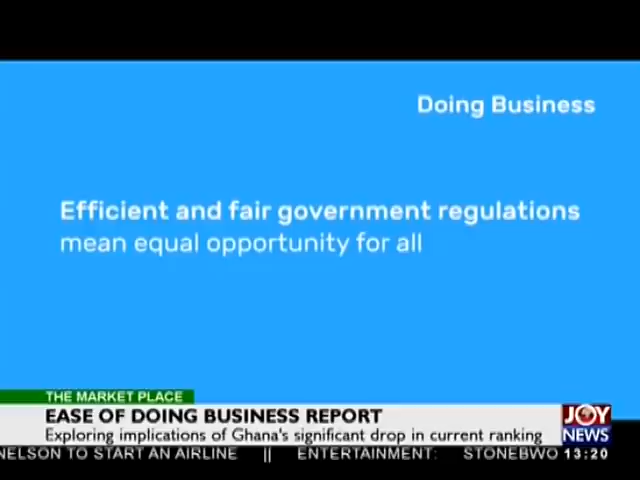 Doing Business
Efficient and fair government regulations
mean equal opportunity for all
THE MARKET PLACE
EASE OF DOING BUSINESS REPORT
Exploring implications of Ghana's significant drop in current ranking
JOY
NEWS
NELSON TO START AN AIRLINE || ENTERTAINMENT: STONEBWO 13:20